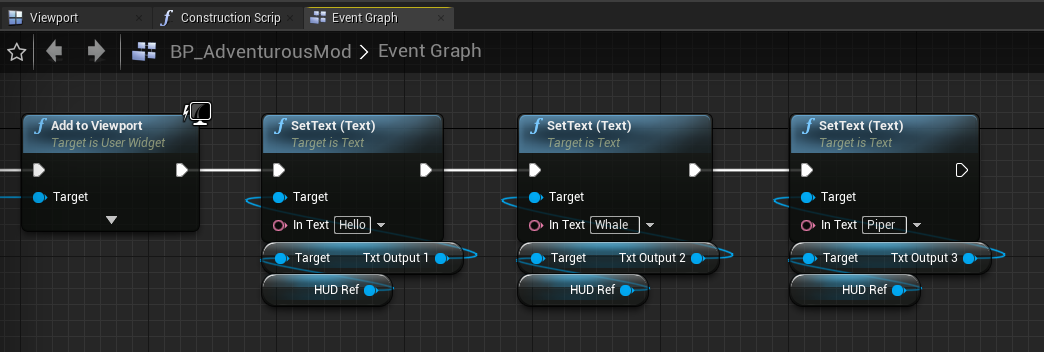 Viewport
Construction Scrip
Event Graph
BP_AdventurousMod > Event Graph
Add to Viewport
Target is User Widget
Target
SetText (Text)
Target is Text
Target
In Text Hello
Target Txt Output 1
HUD Ref
SetText (Text)
Target is Text
Target
In Text Whale
Target Txt Output 2
HUD Ref
SetText (Text)
Target is Text
Target
In Text Piper
Target Txt Output 3
HUD Ref